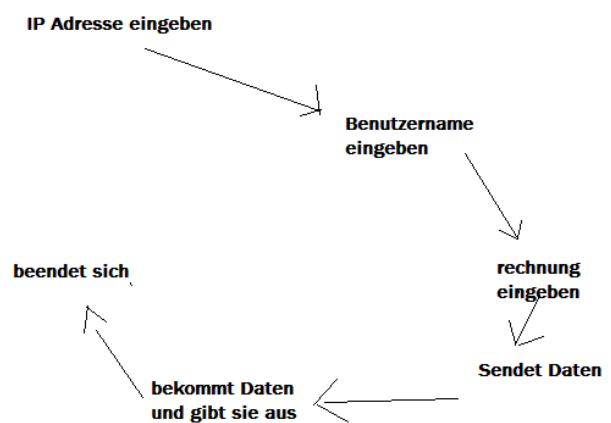 IP Adresse eingeben
Benutzername
eingeben
rechnung
eingeben
Sendet Daten
bekommt Daten
und gibt sie aus
beendet sich